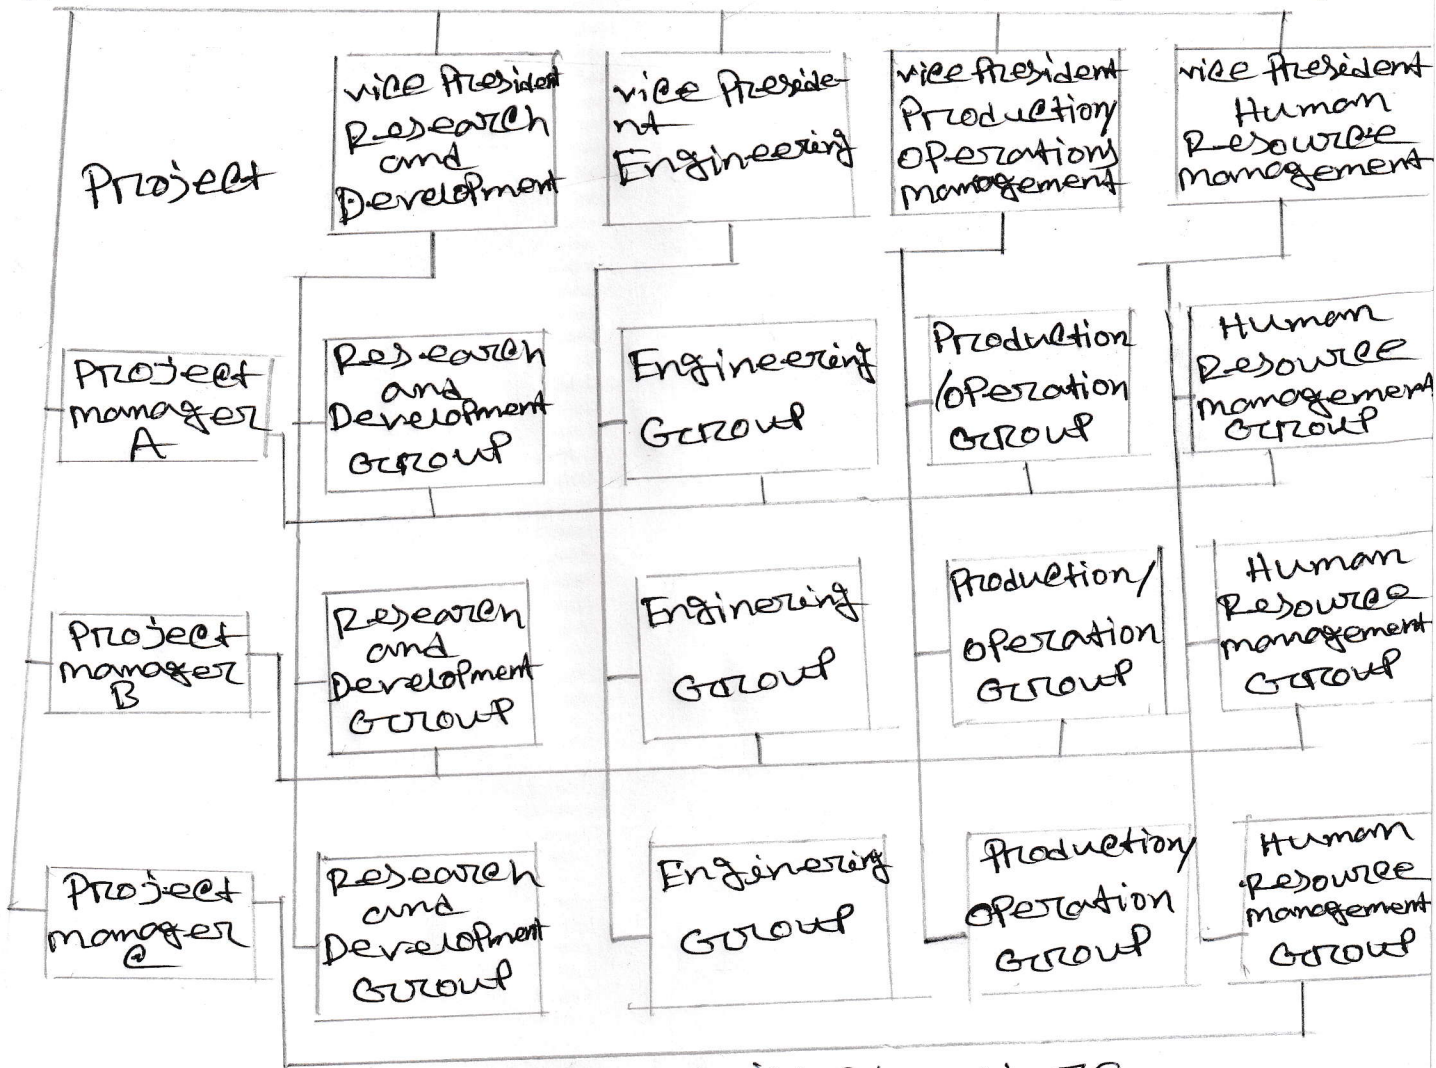 Project
vice President
Research
and
Development
vice Preside-
nt
Engineering
vice President
Production/
operations
management
vice President
Human
Resource
management
Project
manager
A
Research
and
Development
Group
Engineering
Group
Production
/operation
Group
Human
Resource
management
Group
Project
manager
B
Research
and
Development
Group
Enginering
Group
Production/
operation
Group
Human
Resource
management
Group
Project
manager
C
Research
and
Development
Group
Enginering
Group
Production/
operation
Group
Human
Resource
management
Group